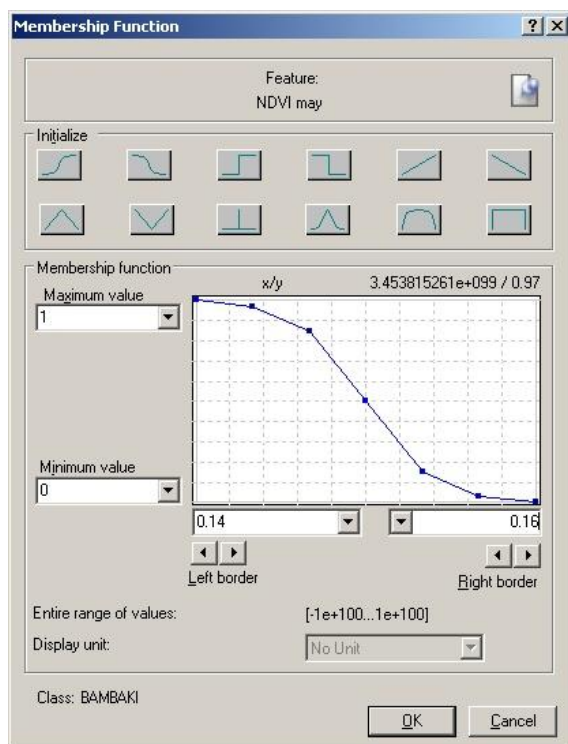 Membership Function
Feature:
NDVI may
Initialize
Membership function
x/y 3.453815261e+099 / 0.97
Maximum value
1
Minimum value
0
0.14 0.16
Left border Right border
Entire range of values: [-1e+100...1e+100]
Display unit: No Unit
Class: BAMBAKI
OK Cancel